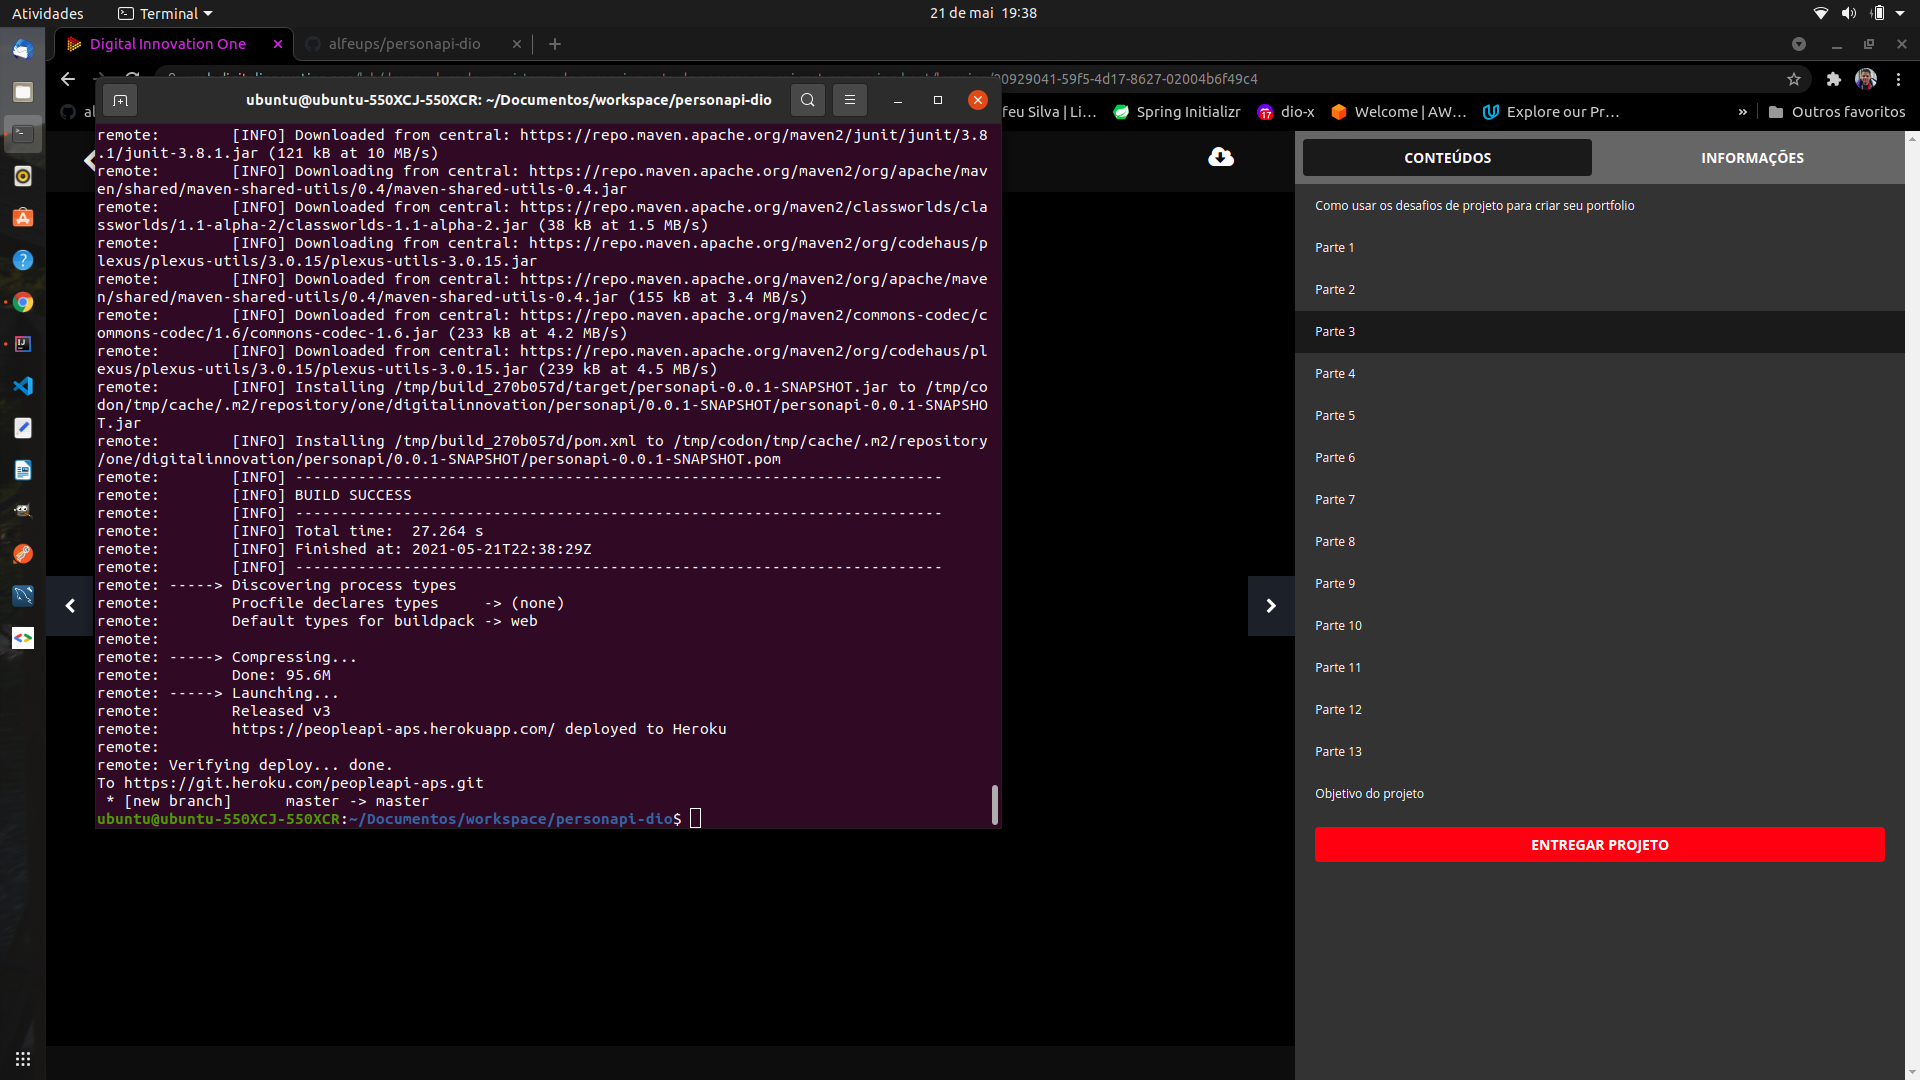 Atividades
Terminal
21 de mai 19:38
Digital Innovation One
alfeups/personapi-dio
00929041-59f5-4d17-8627-02004b6f49c4
ubuntu@ubuntu-550XCJ-550XCR: ~/Documentos/workspace/personapi-dio
al
feu Silva | Li...
Spring Initializr
dio-x
Welcome | AW...
Explore our Pr...
»
Outros favoritos
remote:        [INFO] Downloaded from central: https://repo.maven.apache.org/maven2/junit/junit/3.8
.1/junit-3.8.1.jar (121 kB at 10 MB/s)
remote:        [INFO] Downloading from central: https://repo.maven.apache.org/maven2/org/apache/mav
en/shared/maven-shared-utils/0.4/maven-shared-utils-0.4.jar
remote:        [INFO] Downloaded from central: https://repo.maven.apache.org/maven2/classworlds/cla
ssworlds/1.1-alpha-2/classworlds-1.1-alpha-2.jar (38 kB at 1.5 MB/s)
remote:        [INFO] Downloading from central: https://repo.maven.apache.org/maven2/org/codehaus/p
lexus/plexus-utils/3.0.15/plexus-utils-3.0.15.jar
remote:        [INFO] Downloaded from central: https://repo.maven.apache.org/maven2/org/apache/mave
n/shared/maven-shared-utils/0.4/maven-shared-utils-0.4.jar (155 kB at 3.4 MB/s)
remote:        [INFO] Downloaded from central: https://repo.maven.apache.org/maven2/commons-codec/c
ommons-codec/1.6/commons-codec-1.6.jar (233 kB at 4.2 MB/s)
remote:        [INFO] Downloaded from central: https://repo.maven.apache.org/maven2/org/codehaus/pl
exus/plexus-utils/3.0.15/plexus-utils-3.0.15.jar (239 kB at 4.5 MB/s)
remote:        [INFO] Installing /tmp/build_270b057d/target/personapi-0.0.1-SNAPSHOT.jar to /tmp/co
don/tmp/cache/.m2/repository/one/digitalinnovation/personapi/0.0.1-SNAPSHOT/personapi-0.0.1-SNAPSHO
T.jar
remote:        [INFO] Installing /tmp/build_270b057d/pom.xml to /tmp/codon/tmp/cache/.m2/repository
/one/digitalinnovation/personapi/0.0.1-SNAPSHOT/personapi-0.0.1-SNAPSHOT.pom
remote:        [INFO] ------------------------------------------------------------------------
remote:        [INFO] BUILD SUCCESS
remote:        [INFO] ------------------------------------------------------------------------
remote:        [INFO] Total time:  27.264 s
remote:        [INFO] Finished at: 2021-05-21T22:38:29Z
remote:        [INFO] ------------------------------------------------------------------------
remote: -----> Discovering process types
remote:        Procfile declares types     -> (none)
remote:        Default types for buildpack -> web
remote:
remote: -----> Compressing...
remote:        Done: 95.6M
remote: -----> Launching...
remote:        Released v3
remote:        https://peopleapi-aps.herokuapp.com/ deployed to Heroku
remote:
remote: Verifying deploy... done.
To https://git.heroku.com/peopleapi-aps.git
 * [new branch]      master -> master
ubuntu@ubuntu-550XCJ-550XCR:~/Documentos/workspace/personapi-dio$
CONTEÚDOS
INFORMAÇÕES
Como usar os desafios de projeto para criar seu portfolio
Parte 1
Parte 2
Parte 3
Parte 4
Parte 5
Parte 6
Parte 7
Parte 8
Parte 9
Parte 10
Parte 11
Parte 12
Parte 13
Objetivo do projeto
ENTREGAR PROJETO